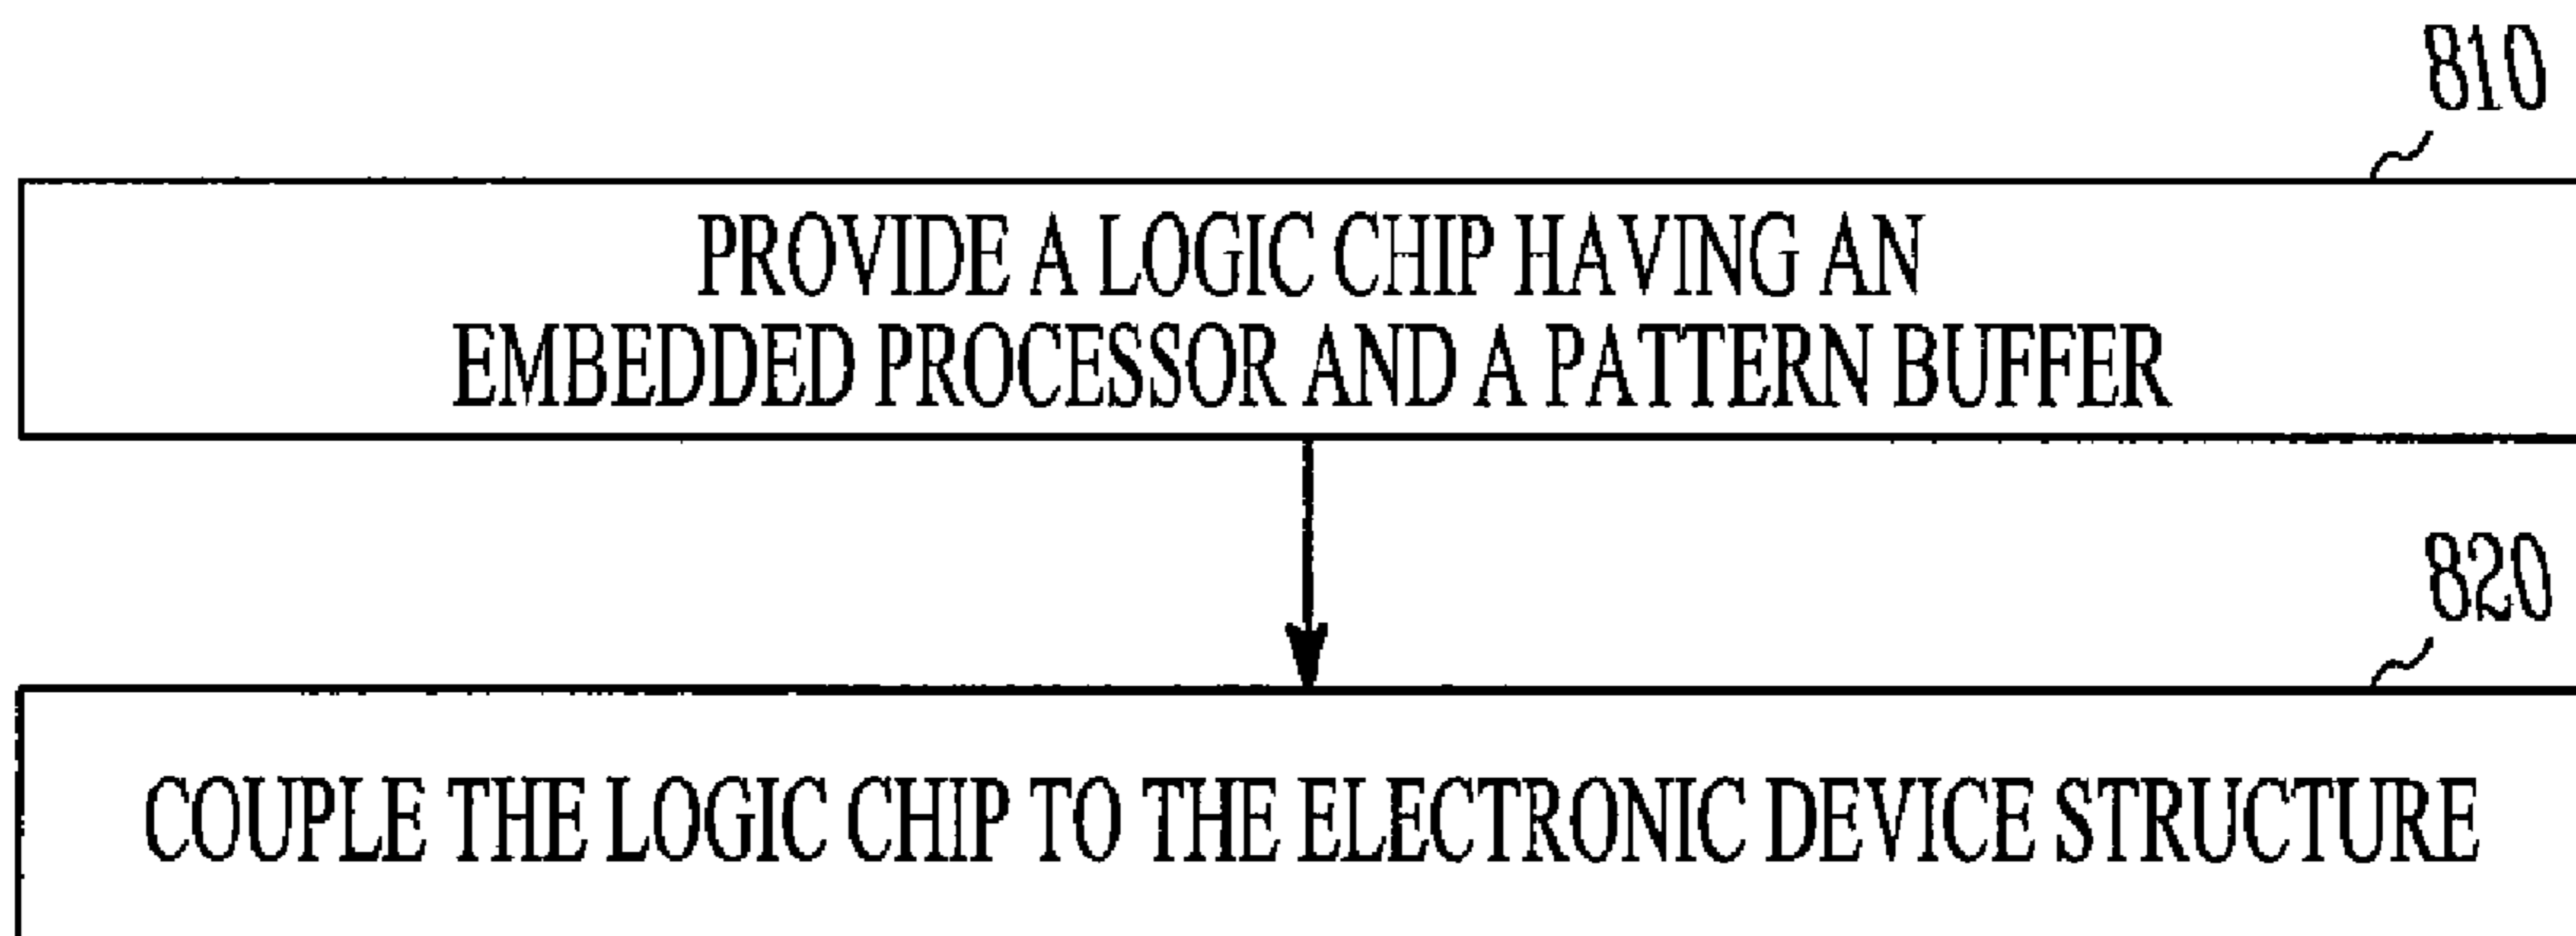 810
PROVIDE A LOGIC CHIP HAVING AN
EMBEDDED PROCESSOR AND A PATTERN BUFFER
820
COUPLE THE LOGIC CHIP TO THE ELECTRONIC DEVICE STRUCTURE